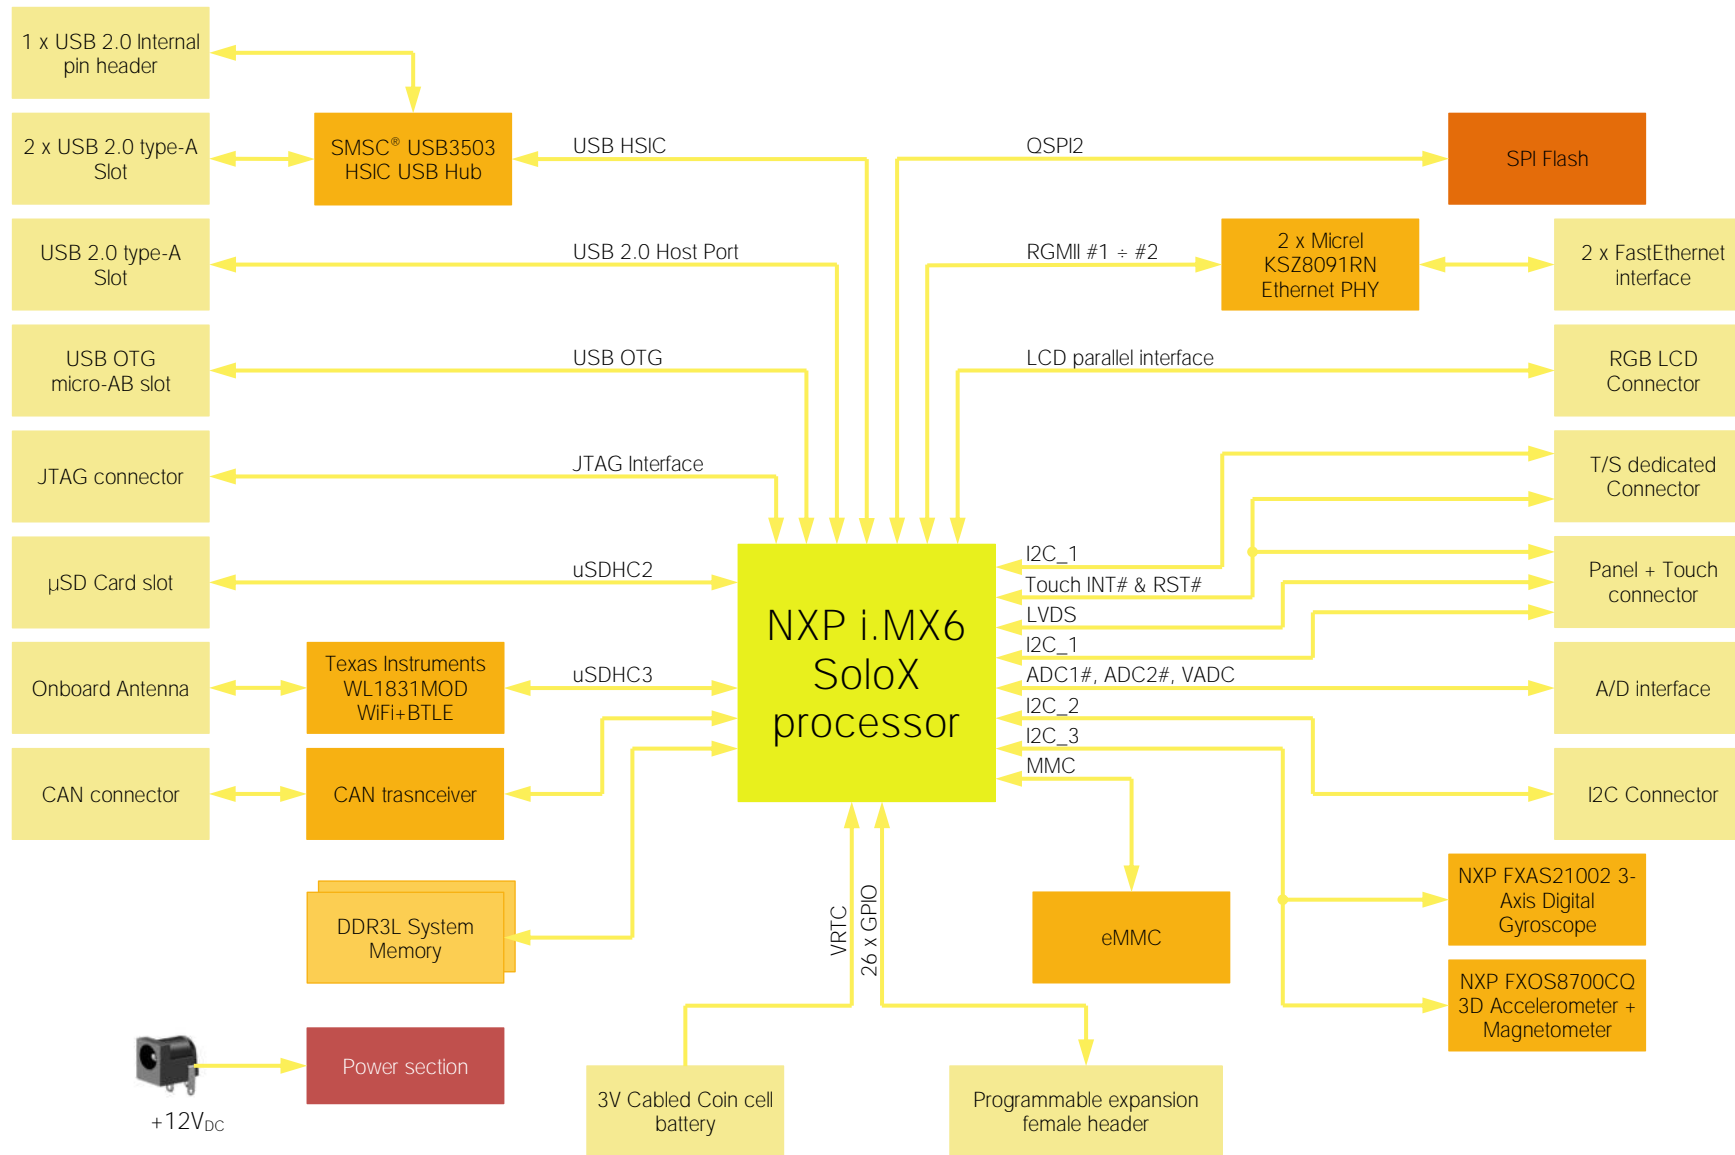 1 x USB 2.0 Internal
pin header
2 x USB 2.0 type-A
Slot
SMSC® USB3503
HSIC USB Hub
USB HSIC
QSPI2
SPI Flash
USB 2.0 type-A
Slot
USB 2.0 Host Port
RGMII #1 ÷ #2
2 x Micrel
KSZ8091RN
Ethernet PHY
2 x FastEthernet
interface
USB OTG
micro-AB slot
USB OTG
LCD parallel interface
RGB LCD
Connector
JTAG connector
JTAG Interface
T/S dedicated
Connector
µSD Card slot
uSDHC2
NXP i.MX6
SoloX
processor
I2C_1
Touch INT# & RST#
LVDS
I2C_1
ADC1#, ADC2#, VADC
I2C_2
I2C_3
MMC
Panel + Touch
connector
Onboard Antenna
Texas Instruments
WL1831MOD
WiFi+BTLE
uSDHC3
A/D interface
CAN connector
CAN trasnceiver
I2C Connector
DDR3L System
Memory
VRTC
26 x GPIO
eMMC
NXP FXAS21002 3-
Axis Digital
Gyroscope
NXP FXOS8700CQ
3D Accelerometer +
Magnetometer
+12VDC
Power section
3V Cabled Coin cell
battery
Programmable expansion
female header